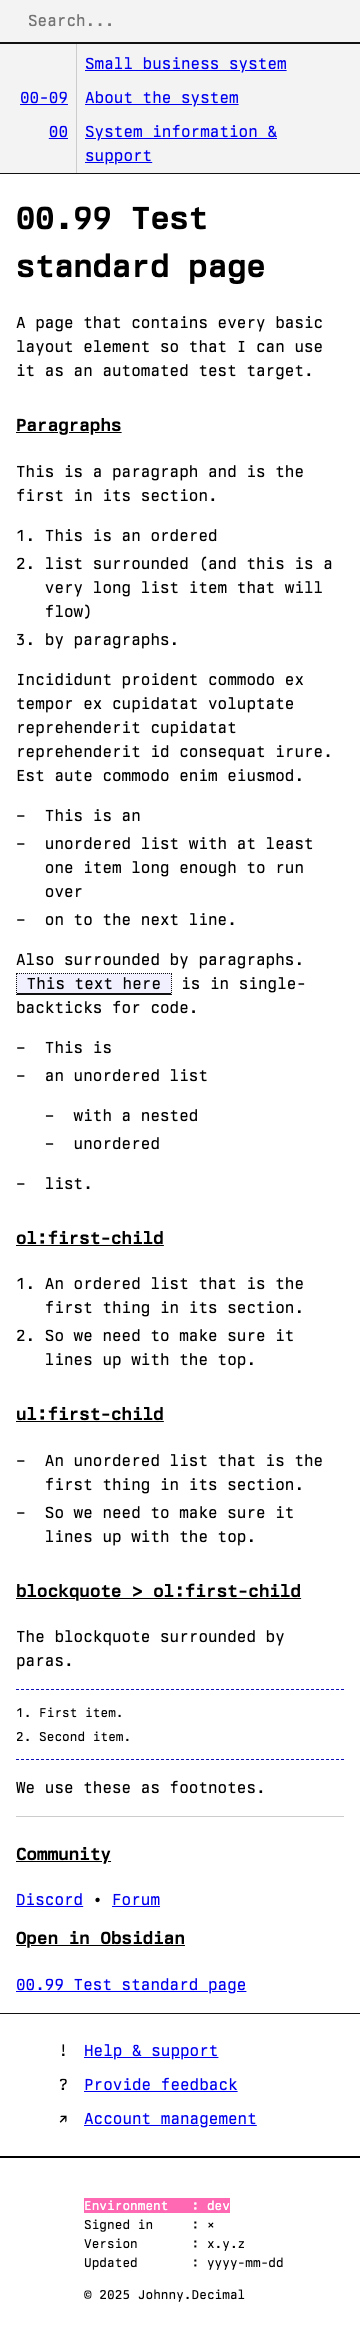 Search...
Small business system
00-09 About the system
00 System information &
support
00.99 Test
standard page
A page that contains every basic
layout element so that I can use
it as an automated test target.
Paragraphs
This is a paragraph and is the
first in its section.
1. This is an ordered
2. list surrounded (and this is a
very long list item that will
flow)
3. by paragraphs.
Incididunt proident commodo ex
tempor ex cupidatat voluptate
reprehenderit cupidatat
reprehenderit id consequat irure.
Est aute commodo enim eiusmod.
– This is an
– unordered list with at least
one item long enough to run
over
– on to the next line.
Also surrounded by paragraphs.
This text here is in single-
backticks for code.
– This is
– an unordered list
– with a nested
– unordered
– list.
ol:first-child
1. An ordered list that is the
first thing in its section.
2. So we need to make sure it
lines up with the top.
ul:first-child
– An unordered list that is the
first thing in its section.
– So we need to make sure it
lines up with the top.
blockquote > ol:first-child
The blockquote surrounded by
paras.
1. First item.
2. Second item.
We use these as footnotes.
Community
Discord • Forum
Open in Obsidian
00.99 Test standard page
! Help & support
? Provide feedback
↗ Account management
Environment : dev
Signed in : ×
Version : x.y.z
Updated : yyyy-mm-dd
© 2025 Johnny.Decimal